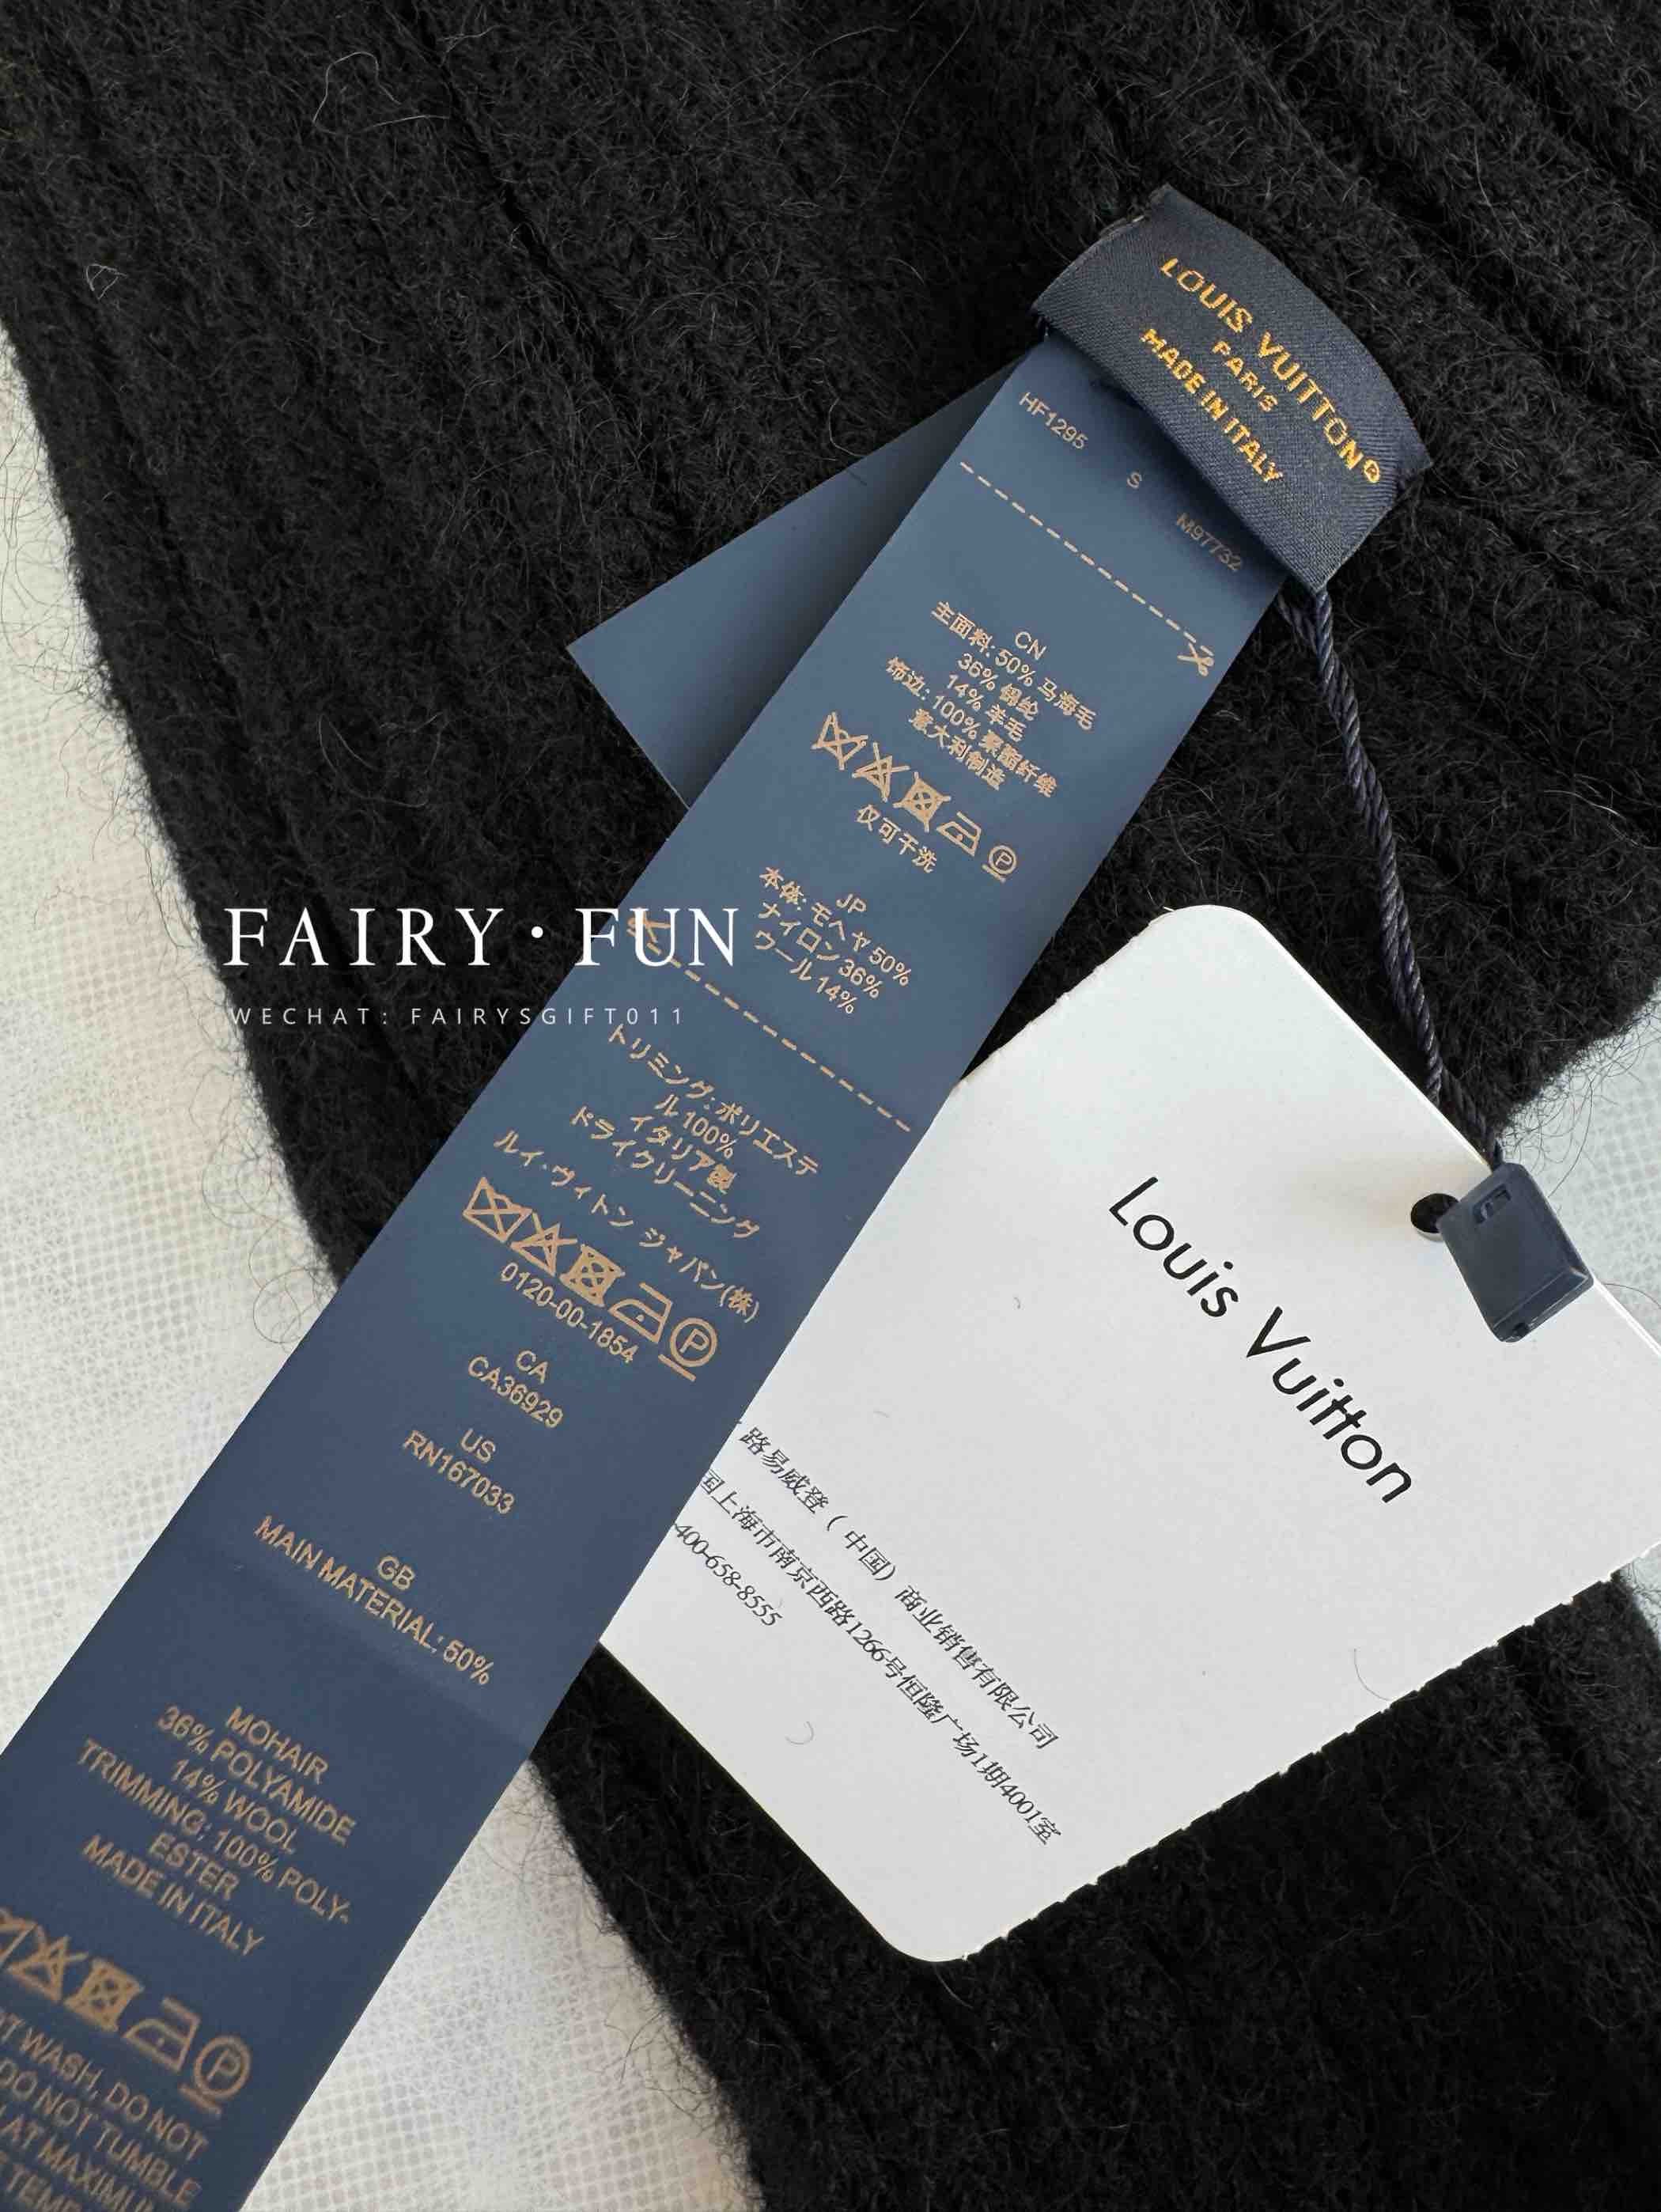 LOUIS VUITTON®
PARIS
MADE IN ITALY
HF1295 S M97732
CN
主面料: 50% 马海毛
36% 锦纶
14% 羊毛
饰边: 100% 聚酯纤维
意大利制造
P
仅可干洗
JP
本体: モヘヤ 50%
ナイロン 36%
ウール 14%
トリミング: ポリエステ
ル 100%
イタリア製
ドライクリーニング
ルイ・ヴィトン ジャパン(株)
P
0120-00-1854
CA
CA36929
US
RN167033
GB
MAIN MATERIAL: 50%
MOHAIR
36% POLYAMIDE
14% WOOL
TRIMMING: 100% POLY-
ESTER
MADE IN ITALY
P
WASH, DO NOT
DO NOT TUMBLE
AT
FAIRY·FUN
WECHAT: FAIRYSGIFT011
Louis Vuitton
路易威登（中国）商业销售有限公司
国上海市南京西路1266号恒隆广场1期4001室
400-658-8555